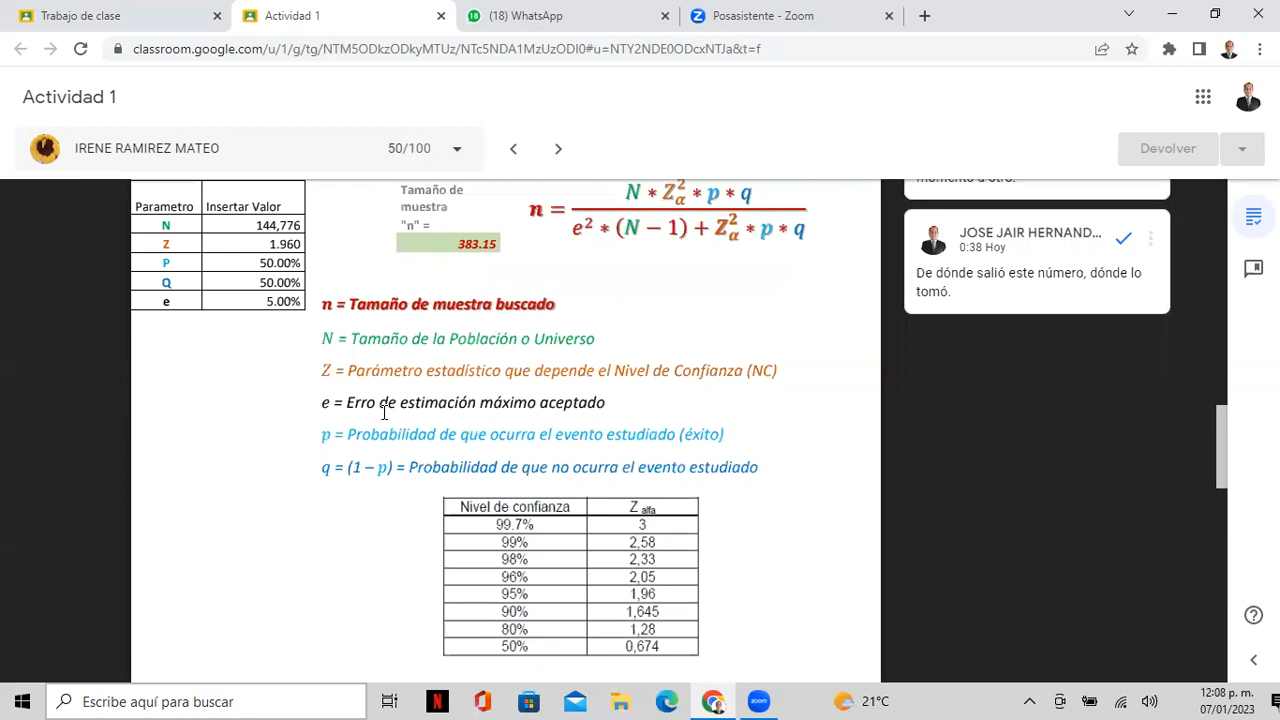 Trabajo de clase
Actividad 1
(18) WhatsApp
Posasistente - Zoom
classroom.google.com/u/1/g/tg/NTM5ODkzODkyMTUz/NTc5NDA1MzUzODI0#u=NTY2NDE0ODcxNTJa&t=f
Actividad 1
IRENE RAMIREZ MATEO
50/100
Devolver
Parametro Insertar Valor
N 144,776
Z 1.960
P 50.00%
Q 50.00%
e 5.00%
Tamaño de
muestra
"n" =
383.15
n = N * Z²α * p * q / e² * (N − 1) + Z²α * p * q
n = Tamaño de muestra buscado
N = Tamaño de la Población o Universo
Z = Parámetro estadístico que depende el Nivel de Confianza (NC)
e = Erro de estimación máximo aceptado
p = Probabilidad de que ocurra el evento estudiado (éxito)
q = (1 – p) = Probabilidad de que no ocurra el evento estudiado
Nivel de confianza Z alfa
99.7% 3
99% 2,58
98% 2,33
96% 2,05
95% 1,96
90% 1,645
80% 1,28
50% 0,674
JOSE JAIR HERNAND...
0:38 Hoy
De dónde salió este número, dónde lo
tomó.
Escribe aquí para buscar
21°C
12:08 p. m.
07/01/2023